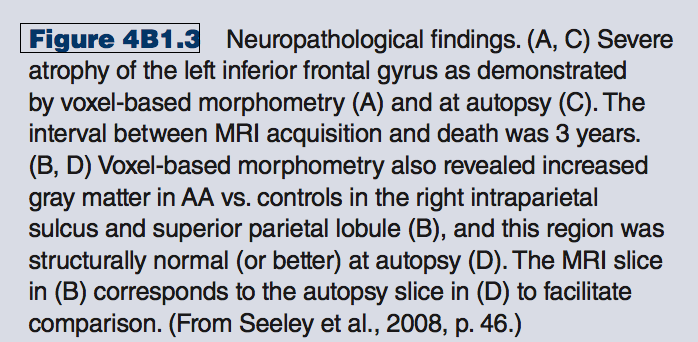 Figure 4B1.3 Neuropathological findings. (A, C) Severe
atrophy of the left inferior frontal gyrus as demonstrated
by voxel-based morphometry (A) and at autopsy (C). The
interval between MRI acquisition and death was 3 years.
(B, D) Voxel-based morphometry also revealed increased
gray matter in AA vs. controls in the right intraparietal
sulcus and superior parietal lobule (B), and this region was
structurally normal (or better) at autopsy (D). The MRI slice
in (B) corresponds to the autopsy slice in (D) to facilitate
comparison. (From Seeley et al., 2008, p. 46.)